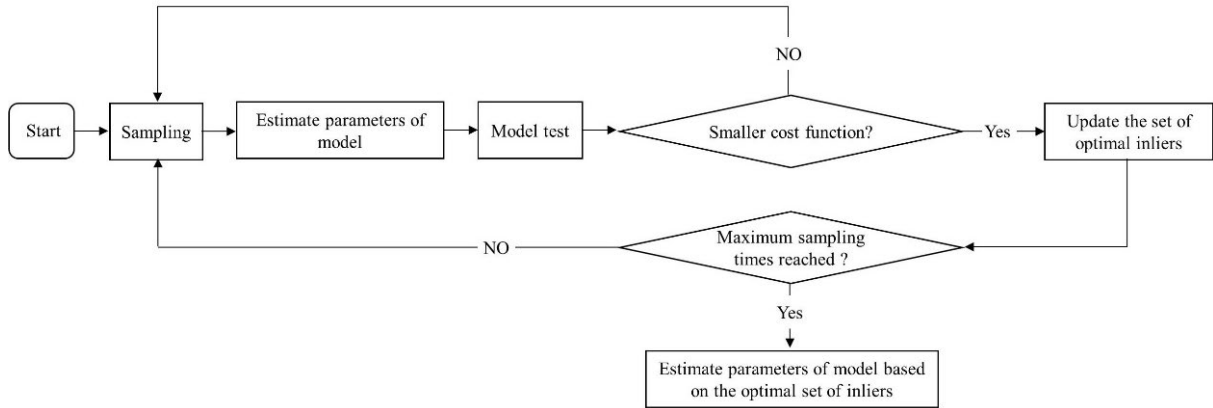 NO
Start
Sampling
Estimate parameters of
model
Model test
Smaller cost function?
Yes
Update the set of
optimal inliers
NO
Maximum sampling
times reached ?
Yes
Estimate parameters of model based
on the optimal set of inliers